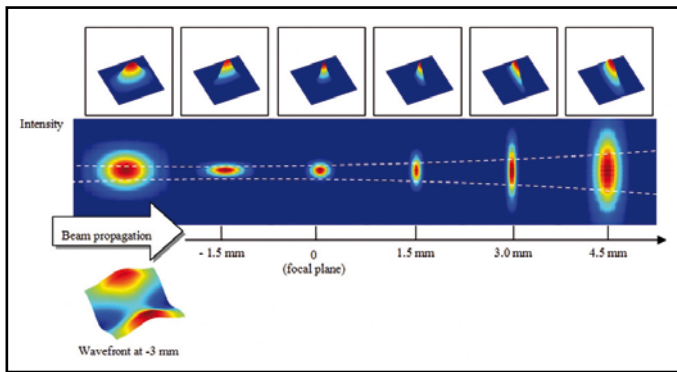 Intensity
Beam propagation
- 1.5 mm
0
(focal plane)
1.5 mm
3.0 mm
4.5 mm
Wavefront at -3 mm